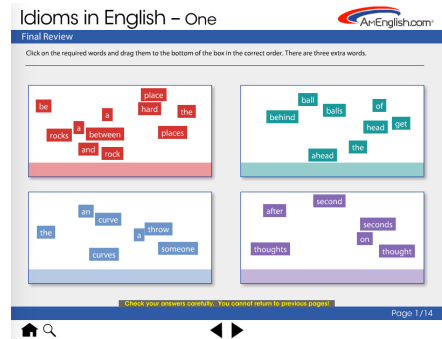 Idioms in English – One
AMEnglish.com®
Final Review
Click on the required words and drag them to the bottom of the box in the correct order. There are three extra words.
place
be
hard
a
the
rocks
a
between
places
and
rock
ball
balls
of
behind
head
get
the
ahead
an
curve
the
a
throw
curves
someone
second
after
seconds
on
thoughts
thought
Check your answers carefully. You cannot return to previous pages!
Page 1/14